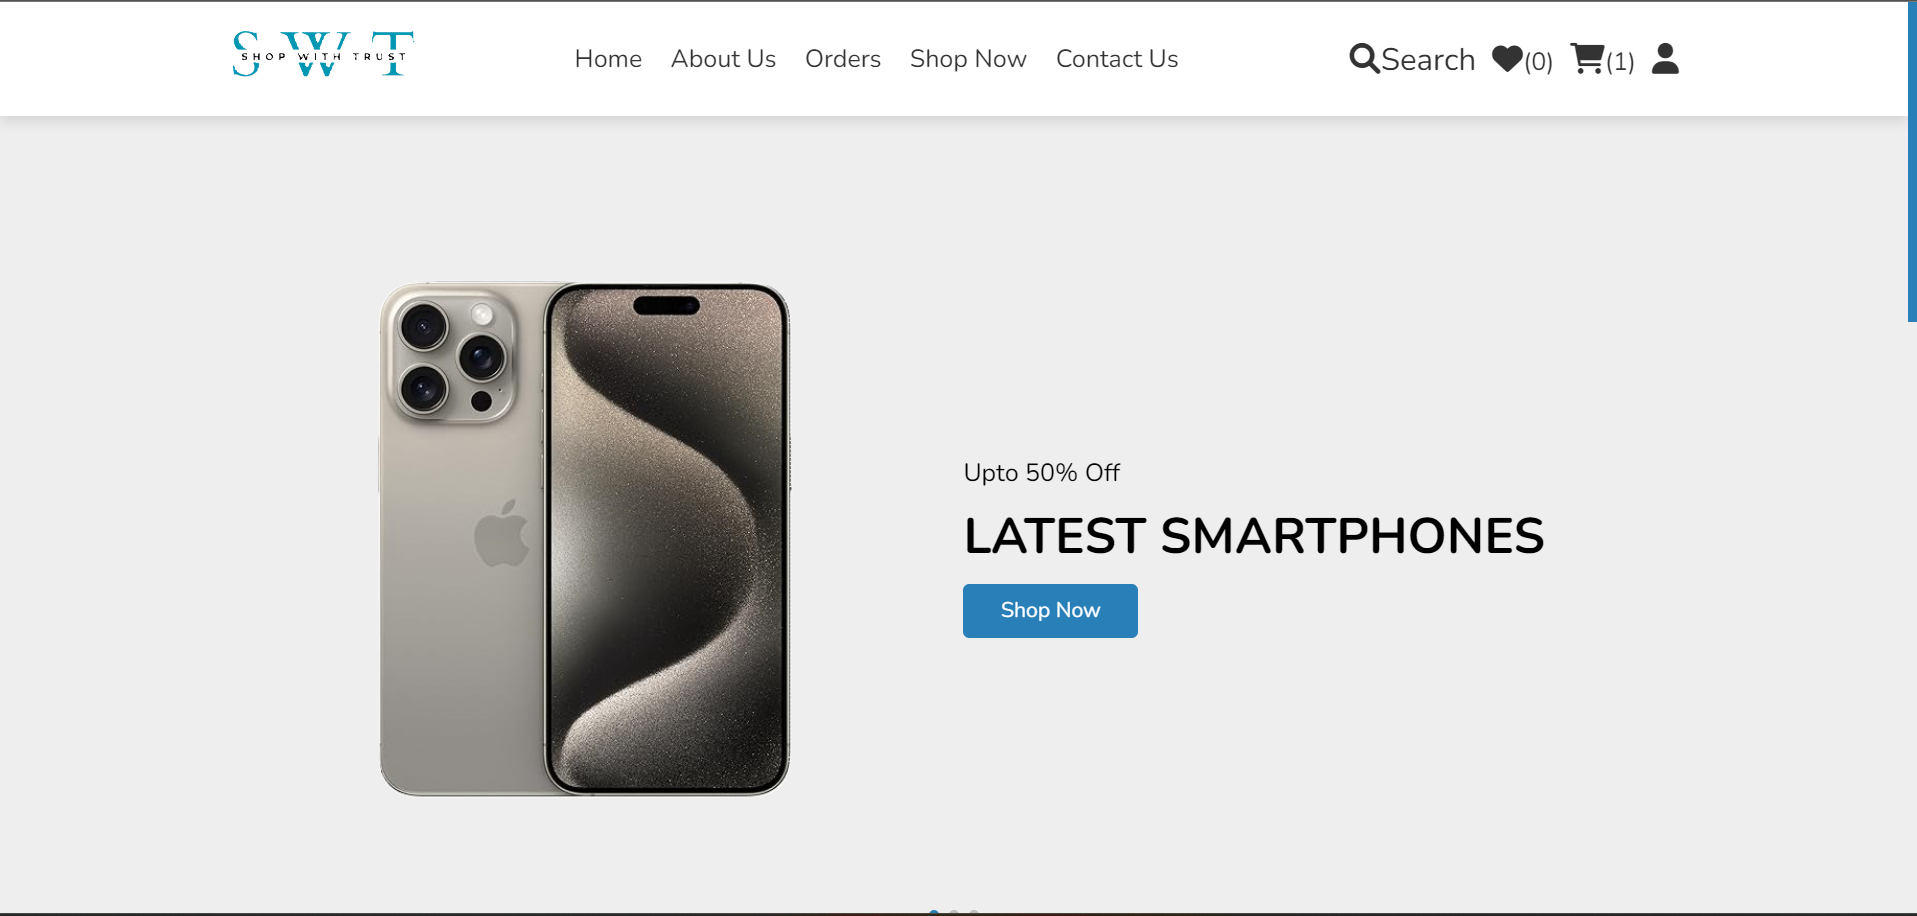 S W T
SHOP WITH TRUST
Home About Us Orders Shop Now Contact Us Search (0) (1)
Upto 50% Off
LATEST SMARTPHONES
Shop Now